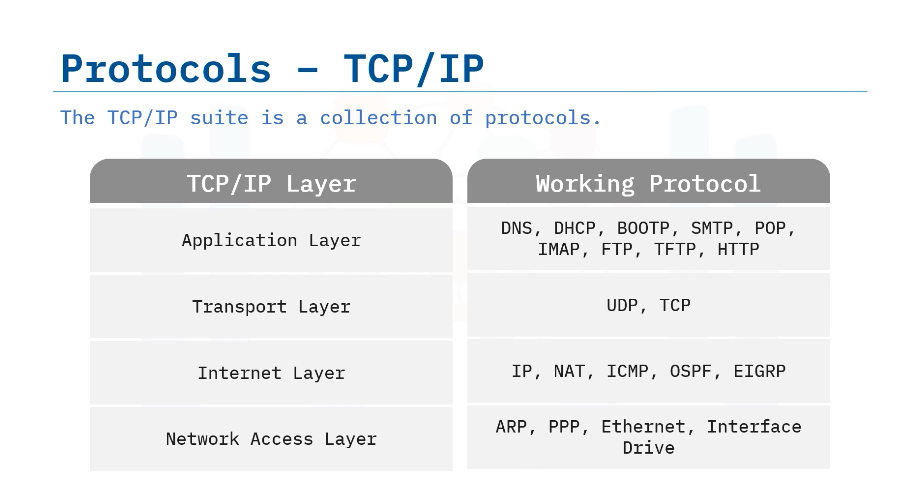 Protocols – TCP/IP
The TCP/IP suite is a collection of protocols.
TCP/IP Layer
Working Protocol
Application Layer
DNS, DHCP, BOOTP, SMTP, POP,
IMAP, FTP, TFTP, HTTP
Transport Layer
UDP, TCP
Internet Layer
IP, NAT, ICMP, OSPF, EIGRP
Network Access Layer
ARP, PPP, Ethernet, Interface
Drive